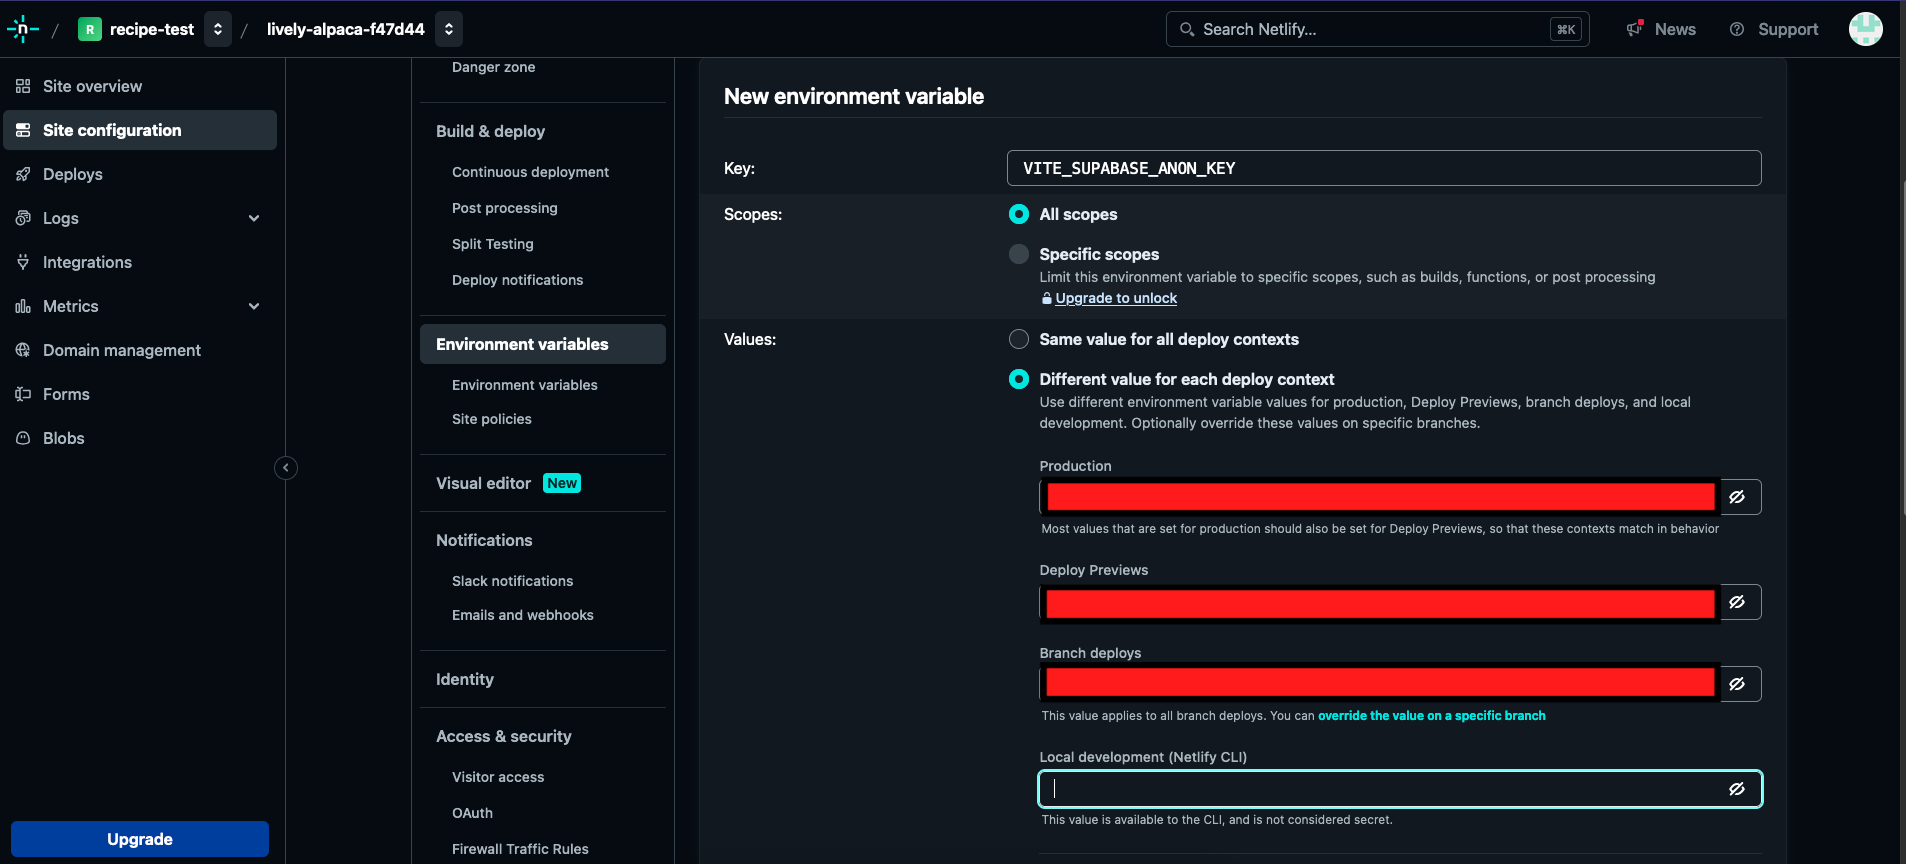 R recipe-test / lively-alpaca-f47d44
Search Netlify...
⌘K
News
Support
Site overview
Site configuration
Deploys
Logs
Integrations
Metrics
Domain management
Forms
Blobs
Upgrade
Danger zone
Build & deploy
Continuous deployment
Post processing
Split Testing
Deploy notifications
Environment variables
Environment variables
Site policies
Visual editor New
Notifications
Slack notifications
Emails and webhooks
Identity
Access & security
Visitor access
OAuth
Firewall Traffic Rules
New environment variable
Key:
VITE_SUPABASE_ANON_KEY
Scopes:
All scopes
Specific scopes
Limit this environment variable to specific scopes, such as builds, functions, or post processing
Upgrade to unlock
Values:
Same value for all deploy contexts
Different value for each deploy context
Use different environment variable values for production, Deploy Previews, branch deploys, and local
development. Optionally override these values on specific branches.
Production
Most values that are set for production should also be set for Deploy Previews, so that these contexts match in behavior
Deploy Previews
Branch deploys
This value applies to all branch deploys. You can override the value on a specific branch
Local development (Netlify CLI)
This value is available to the CLI, and is not considered secret.